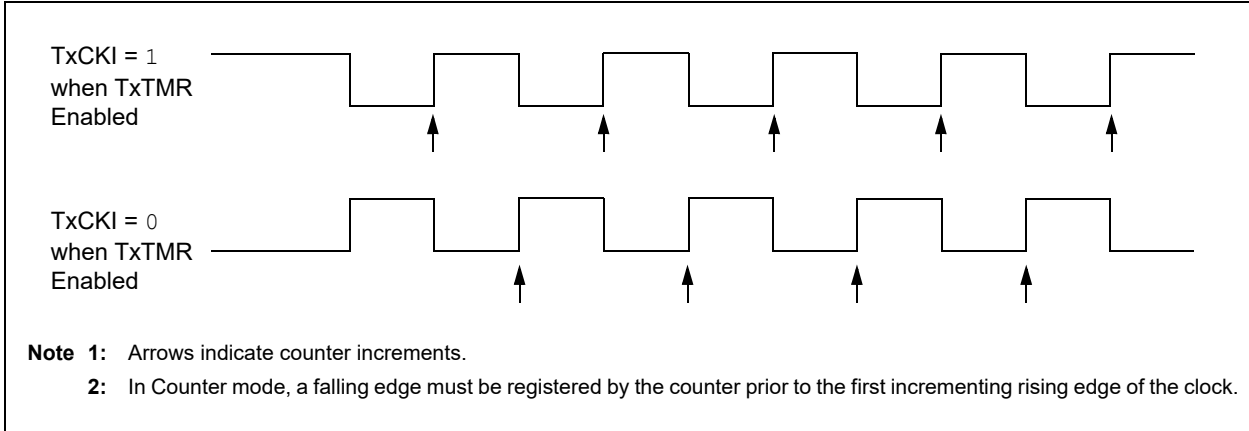 TxCKI = 1
when TxTMR
Enabled
TxCKI = 0
when TxTMR
Enabled
Note 1: Arrows indicate counter increments.
2: In Counter mode, a falling edge must be registered by the counter prior to the first incrementing rising edge of the clock.